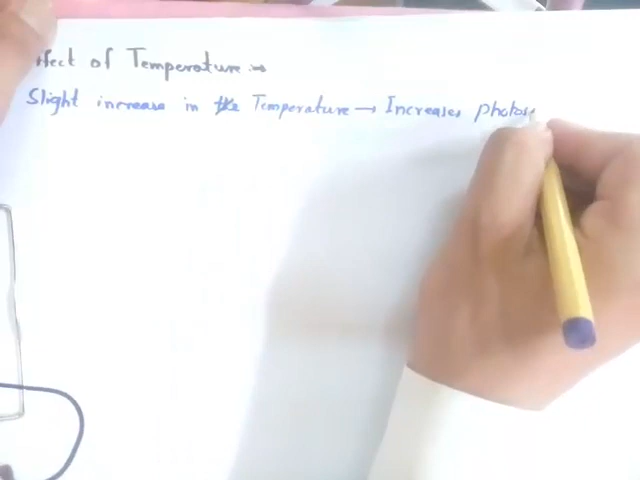 ffect of Temperature :-
Slight increase in the Temperature → Increases photos